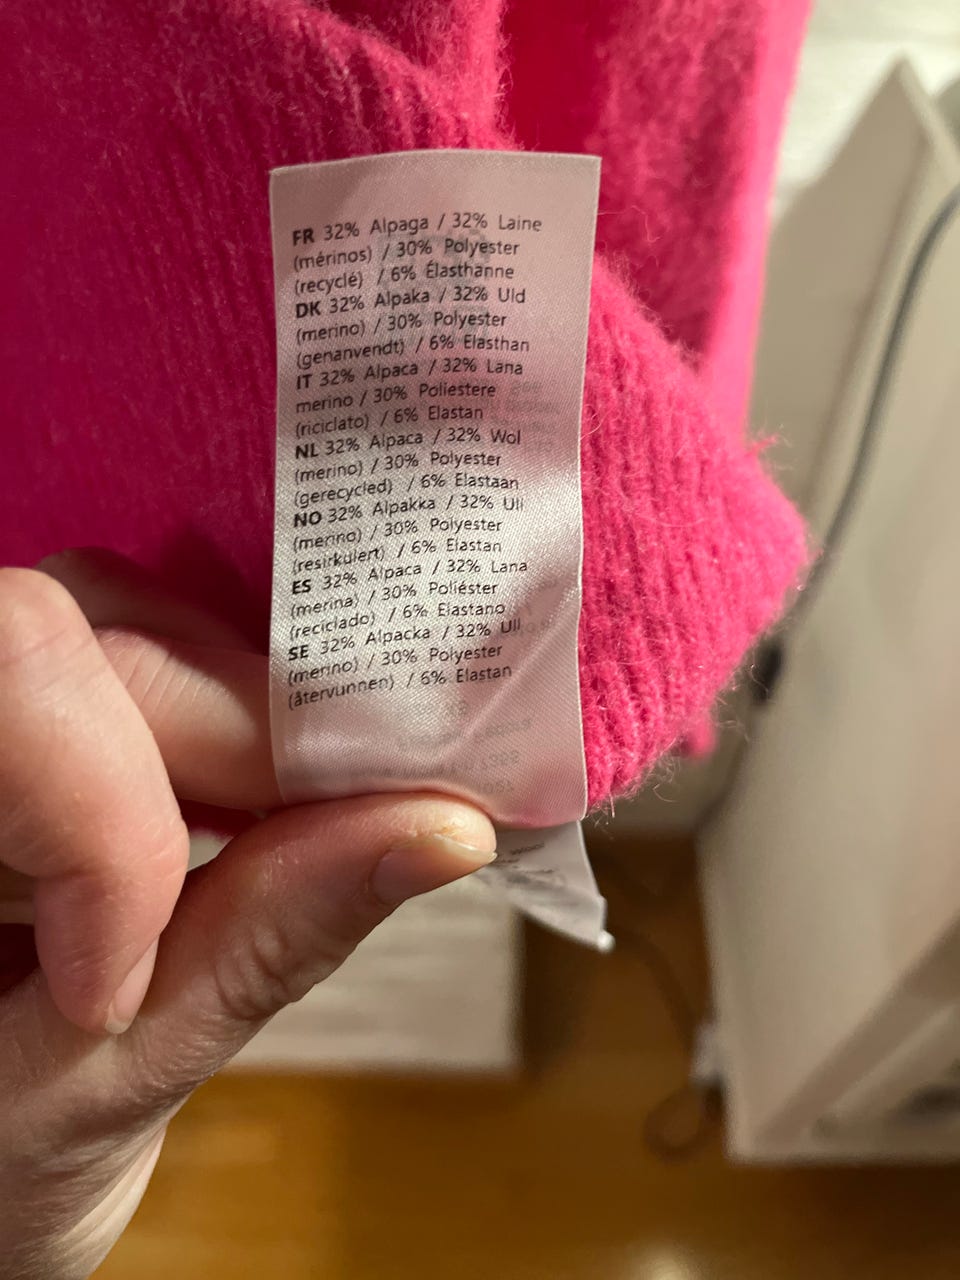 FR 32% Alpaga / 32% Laine
(mérinos) / 30% Polyester
(recyclé) / 6% Élasthanne
DK 32% Alpaka / 32% Uld
(merino) / 30% Polyester
(genanvendt) / 6% Elasthan
IT 32% Alpaca / 32% Lana
merino / 30% Poliestere
(riciclato) / 6% Elastan
NL 32% Alpaca / 32% Wol
(merino) / 30% Polyester
(gerecycled) / 6% Elastaan
NO 32% Alpakka / 32% Ull
(merino) / 30% Polyester
(resirkulert) / 6% Elastan
ES 32% Alpaca / 32% Lana
(merina) / 30% Poliéster
(reciclado) / 6% Elastano
SE 32% Alpacka / 32% Ull
(merino) / 30% Polyester
(återvunnen) / 6% Elastan